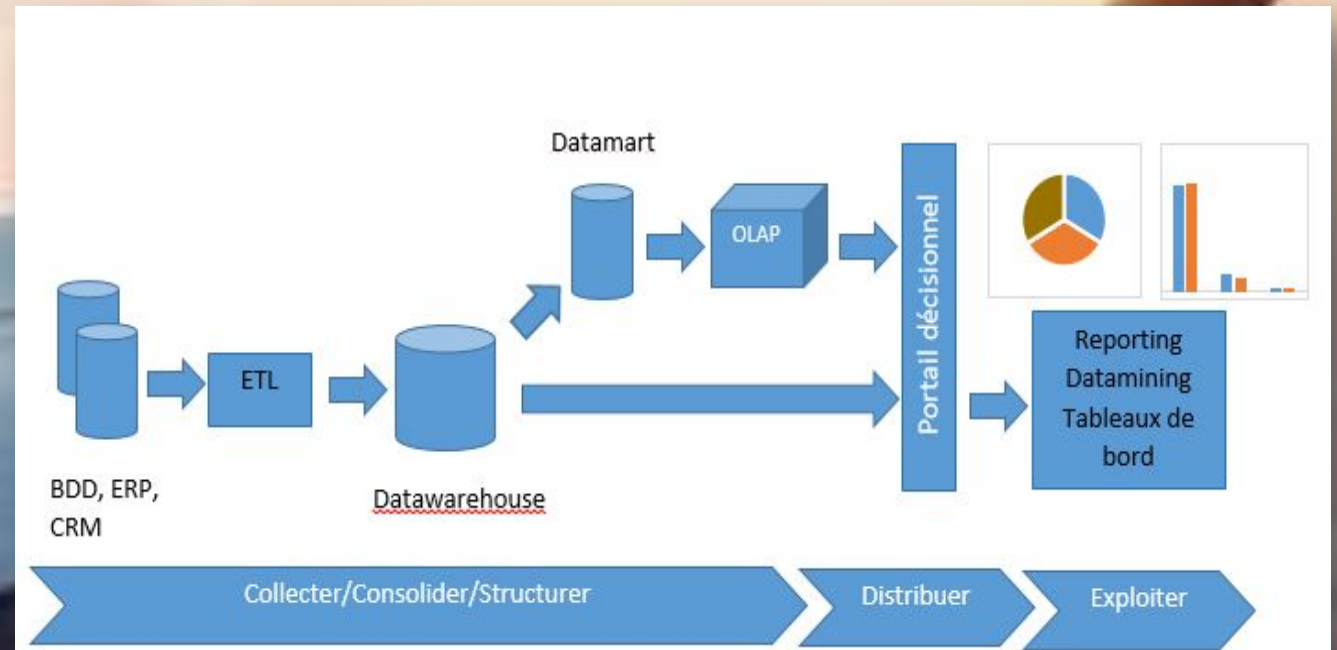 Datamart
OLAP
Portail décisionnel
ETL
Reporting
Datamining
Tableaux de
bord
BDD, ERP,
CRM
Datawarehouse
Collecter/Consolider/Structurer
Distribuer
Exploiter